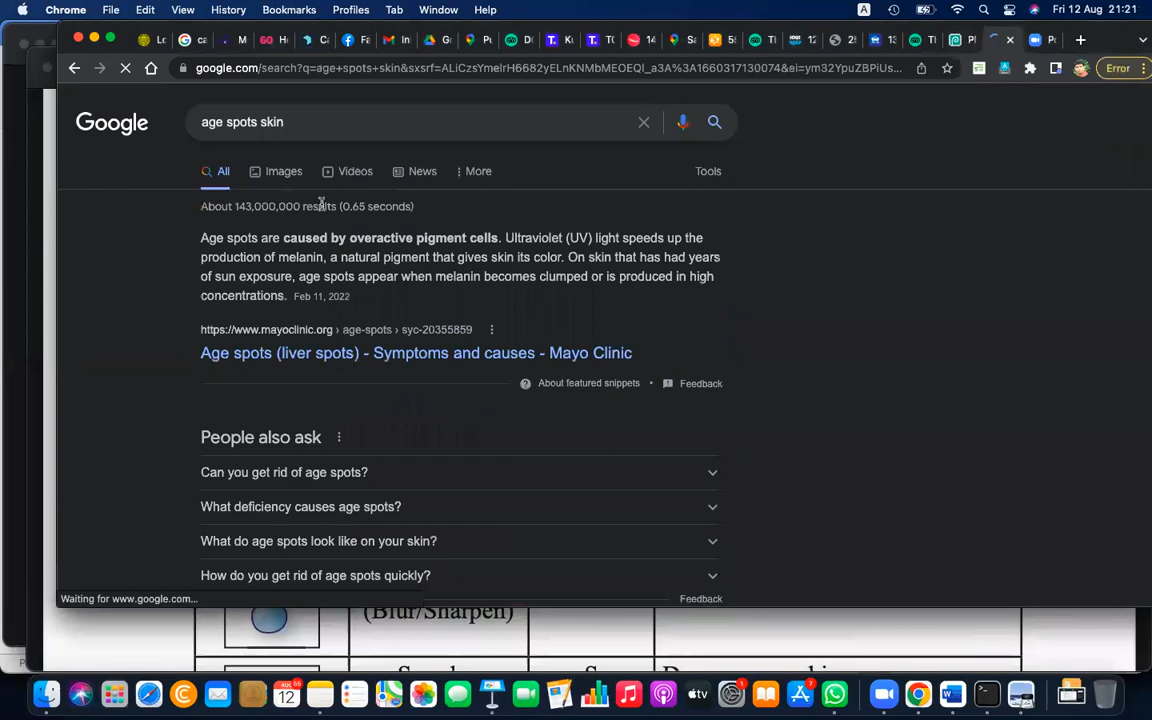 Chrome File Edit View History Bookmarks Profiles Tab Window Help A Fri 12 Aug 21:21
google.com/search?q=age+spots+skin&sxsrf=ALiCzsYmelrH6682yELnKNMbMEOEQl_a3A%3A1660317130074&ei=ym32YpuZBPiUs... Error
Google
age spots skin
All Images Videos News More Tools
About 143,000,000 results (0.65 seconds)
Age spots are caused by overactive pigment cells. Ultraviolet (UV) light speeds up the
production of melanin, a natural pigment that gives skin its color. On skin that has had years
of sun exposure, age spots appear when melanin becomes clumped or is produced in high
concentrations. Feb 11, 2022
https://www.mayoclinic.org › age-spots › syc-20355859
Age spots (liver spots) - Symptoms and causes - Mayo Clinic
About featured snippets • Feedback
People also ask
Can you get rid of age spots?
What deficiency causes age spots?
What do age spots look like on your skin?
How do you get rid of age spots quickly?
Waiting for www.google.com... Feedback
(Blur/Sharpen)